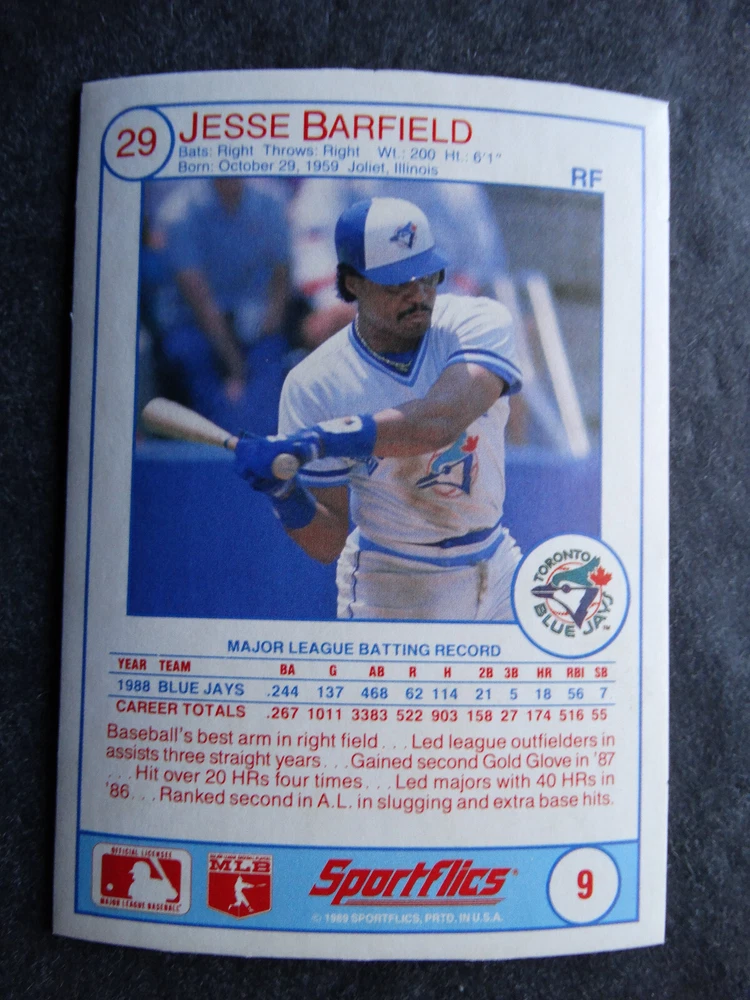 29
JESSE BARFIELD
Bats: Right Throws: Right Wt.: 200 Ht.: 6'1"
Born: October 29, 1959 Joliet, Illinois
RF
TORONTO
BLUE JAYS
MAJOR LEAGUE BATTING RECORD
YEAR TEAM BA G AB R H 2B 3B HR RBI SB
1988 BLUE JAYS .244 137 468 62 114 21 5 18 56 7
CAREER TOTALS .267 1011 3383 522 903 158 27 174 516 55
Baseball's best arm in right field . . . Led league outfielders in
assists three straight years . . . Gained second Gold Glove in '87
. . . Hit over 20 HRs four times . . . Led majors with 40 HRs in
'86 . . . Ranked second in A.L. in slugging and extra base hits.
OFFICIAL LICENSEE
MAJOR LEAGUE BASEBALL
MLB
Sportflics®
© 1989 SPORTFLICS, PRTD. IN U.S.A.
9